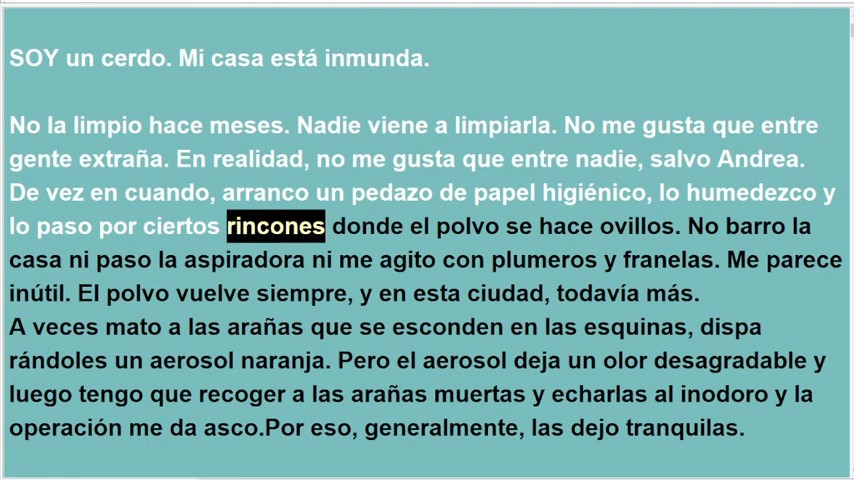 SOY un cerdo. Mi casa está inmunda.
No la limpio hace meses. Nadie viene a limpiarla. No me gusta que entre
gente extraña. En realidad, no me gusta que entre nadie, salvo Andrea.
De vez en cuando, arranco un pedazo de papel higiénico, lo humedezco y
lo paso por ciertos rincones donde el polvo se hace ovillos. No barro la
casa ni paso la aspiradora ni me agito con plumeros y franelas. Me parece
inútil. El polvo vuelve siempre, y en esta ciudad, todavía más.
A veces mato a las arañas que se esconden en las esquinas, dispa
rándoles un aerosol naranja. Pero el aerosol deja un olor desagradable y
luego tengo que recoger a las arañas muertas y echarlas al inodoro y la
operación me da asco.Por eso, generalmente, las dejo tranquilas.